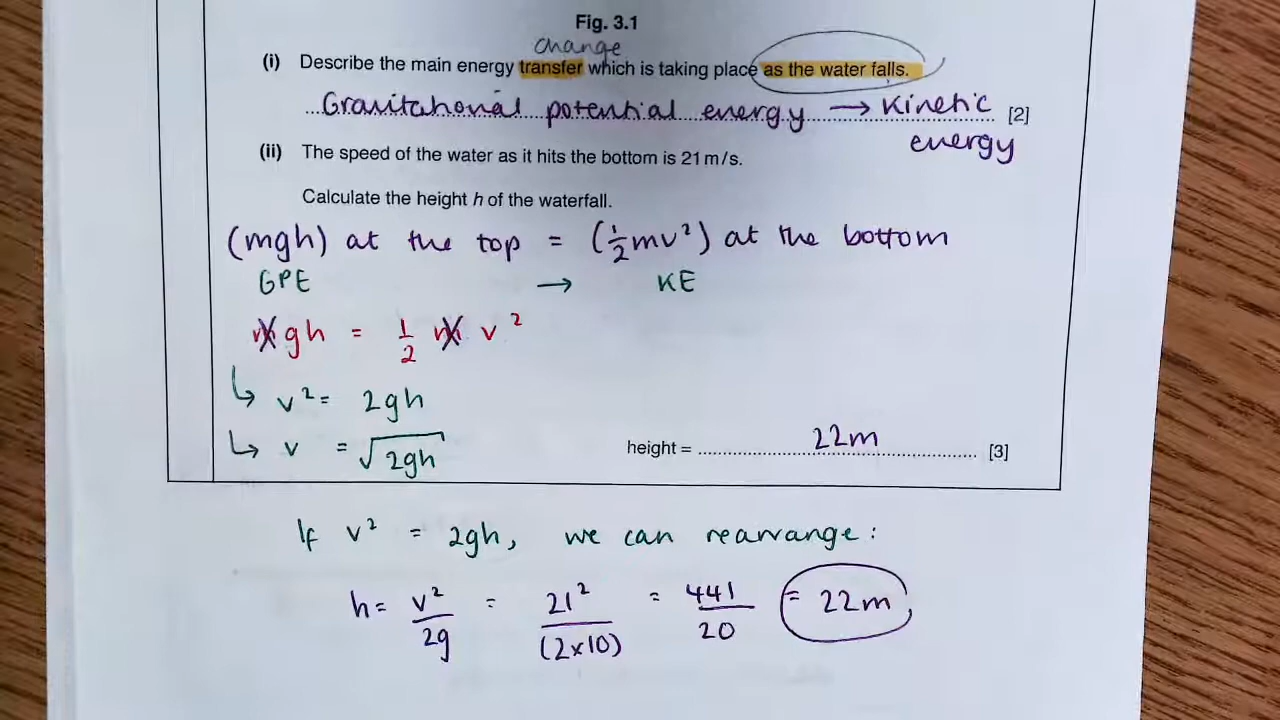 Fig. 3.1
change
(i) Describe the main energy transfer which is taking place as the water falls.
Gravitational potential energy → kinetic energy [2]
(ii) The speed of the water as it hits the bottom is 21 m/s.
Calculate the height h of the waterfall.
(mgh) at the top = (½mv²) at the bottom
GPE → KE
mgh = 1/2 m v²
↳ v² = 2gh
↳ v = √2gh
height = 22m [3]
If v² = 2gh, we can rearrange:
h = v²/2g = 21²/(2×10) = 441/20 = 22m